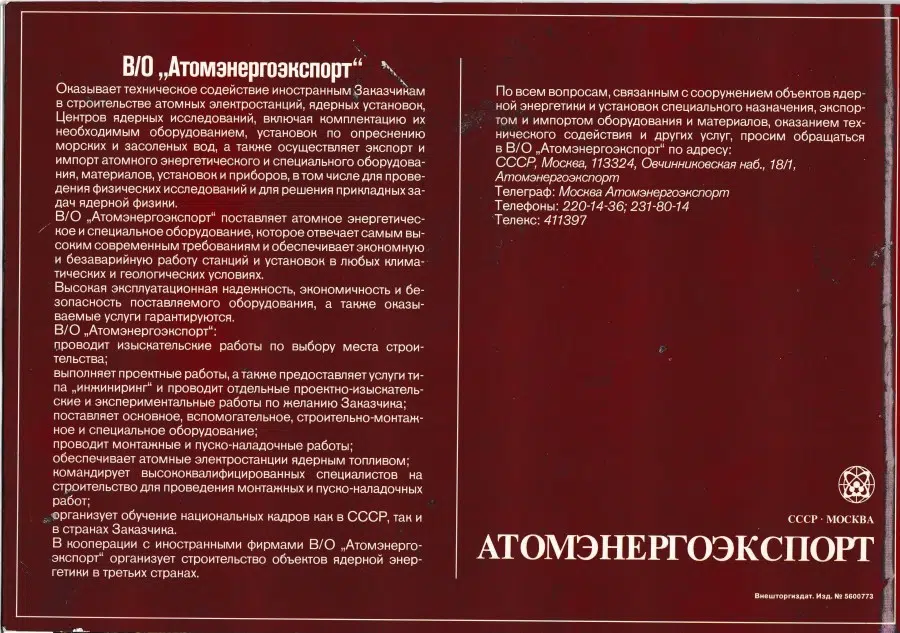 В/О „Атомэнергоэкспорт“
Оказывает техническое содействие иностранным Заказчикам
в строительстве атомных электростанций, ядерных установок,
Центров ядерных исследований, включая комплектацию их
необходимым оборудованием, установок по опреснению
морских и засоленых вод, а также осуществляет экспорт и
импорт атомного энергетического и специального оборудова-
ния, материалов, установок и приборов, в том числе для прове-
дения физических исследований и для решения прикладных за-
дач ядерной физики.
В/О „Атомэнергоэкспорт“ поставляет атомное энергетичес-
кое и специальное оборудование, которое отвечает самым вы-
соким современным требованиям и обеспечивает экономную
и безаварийную работу станций и установок в любых клима-
тических и геологических условиях.
Высокая эксплуатационная надежность, экономичность и бе-
зопасность поставляемого оборудования, а также оказы-
ваемые услуги гарантируются.
В/О „Атомэнергоэкспорт“:
проводит изыскательские работы по выбору места строи-
тельства;
выполняет проектные работы, а также предоставляет услуги ти-
па „инжиниринг“ и проводит отдельные проектно-изыскатель-
ские и экспериментальные работы по желанию Заказчика;
поставляет основное, вспомогательное, строительно-монтаж-
ное и специальное оборудование;
проводит монтажные и пуско-наладочные работы;
обеспечивает атомные электростанции ядерным топливом;
командирует высококвалифицированных специалистов на
строительство для проведения монтажных и пуско-наладочных
работ;
организует обучение национальных кадров как в СССР, так и
в странах Заказчика.
В кооперации с иностранными фирмами В/О „Атомэнерго-
экспорт“ организует строительство объектов ядерной энер-
гетики в третьих странах.
По всем вопросам, связанным с сооружением объектов ядер-
ной энергетики и установок специального назначения, экспор-
том и импортом оборудования и материалов, оказанием тех-
нического содействия и других услуг, просим обращаться
в В/О „Атомэнергоэкспорт“ по адресу:
СССР, Москва, 113324, Овчинниковская наб., 18/1,
Атомэнергоэкспорт
Телеграф: Москва Атомэнергоэкспорт
Телефоны: 220-14-36; 231-80-14
Телекс: 411397
СССР · МОСКВА
АТОМЭНЕРГОЭКСПОРТ
Внешторгиздат. Изд. № 5600773